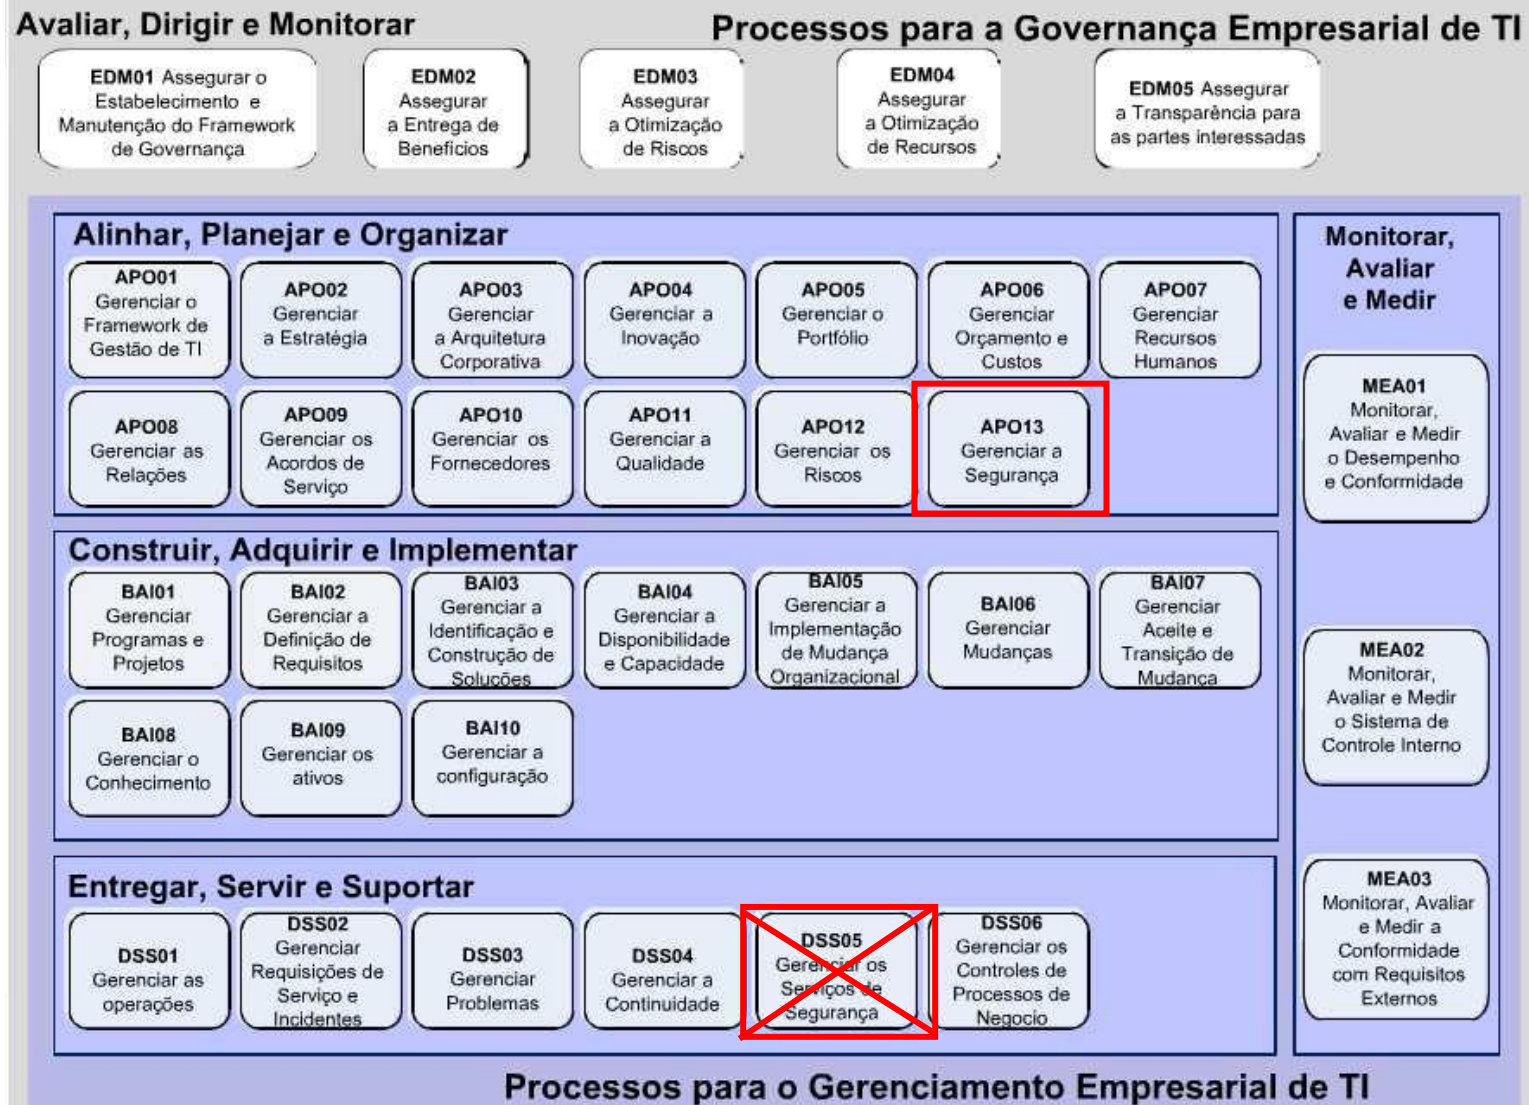 Avaliar, Dirigir e Monitorar
Processos para a Governança Empresarial de TI
EDM01 Assegurar o
Estabelecimento e
Manutenção do Framework
de Governança
EDM02
Assegurar
a Entrega de
Beneficios
EDM03
Assegurar
a Otimização
de Riscos
EDM04
Assegurar
a Otimização
de Recursos
EDM05 Assegurar
a Transparência para
as partes interessadas
Alinhar, Planejar e Organizar
APO01
Gerenciar o
Framework de
Gestão de TI
APO02
Gerenciar
a Estratégia
APO03
Gerenciar
a Arquitetura
Corporativa
APO04
Gerenciar a
Inovação
APO05
Gerenciar o
Portfólio
APO06
Gerenciar
Orçamento e
Custos
APO07
Gerenciar
Recursos
Humanos
APO08
Gerenciar as
Relações
APO09
Gerenciar os
Acordos de
Serviço
APO10
Gerenciar os
Fornecedores
APO11
Gerenciar a
Qualidade
APO12
Gerenciar os
Riscos
APO13
Gerenciar a
Segurança
Construir, Adquirir e Implementar
BAI01
Gerenciar
Programas e
Projetos
BAI02
Gerenciar a
Definição de
Requisitos
BAI03
Gerenciar a
Identificação e
Construção de
Soluções
BAI04
Gerenciar a
Disponibilidade
e Capacidade
BAI05
Gerenciar a
Implementação
de Mudança
Organizacional
BAI06
Gerenciar
Mudanças
BAI07
Gerenciar
Aceite e
Transição de
Mudança
BAI08
Gerenciar o
Conhecimento
BAI09
Gerenciar os
ativos
BAI10
Gerenciar a
configuração
Entregar, Servir e Suportar
DSS01
Gerenciar as
operações
DSS02
Gerenciar
Requisições de
Serviço e
Incidentes
DSS03
Gerenciar
Problemas
DSS04
Gerenciar a
Continuidade
DSS05
Gerenciar os
Serviços de
Segurança
DSS06
Gerenciar os
Controles de
Processos de
Negocio
Monitorar,
Avaliar
e Medir
MEA01
Monitorar,
Avaliar e Medir
o Desempenho
e Conformidade
MEA02
Monitorar,
Avaliar e Medir
o Sistema de
Controle Interno
MEA03
Monitorar, Avaliar
e Medir a
Conformidade
com Requisitos
Externos
Processos para o Gerenciamento Empresarial de TI